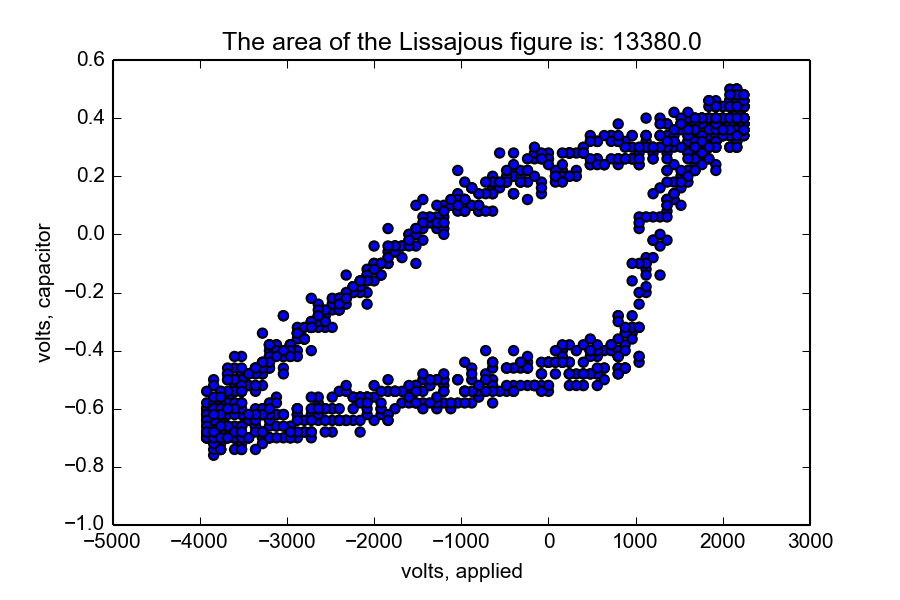 The area of the Lissajous figure is: 13380.0
0.6
0.4
0.2
0.0
−0.2
−0.4
−0.6
−0.8
−1.0
volts, capacitor
−5000 −4000 −3000 −2000 −1000 0 1000 2000 3000
volts, applied